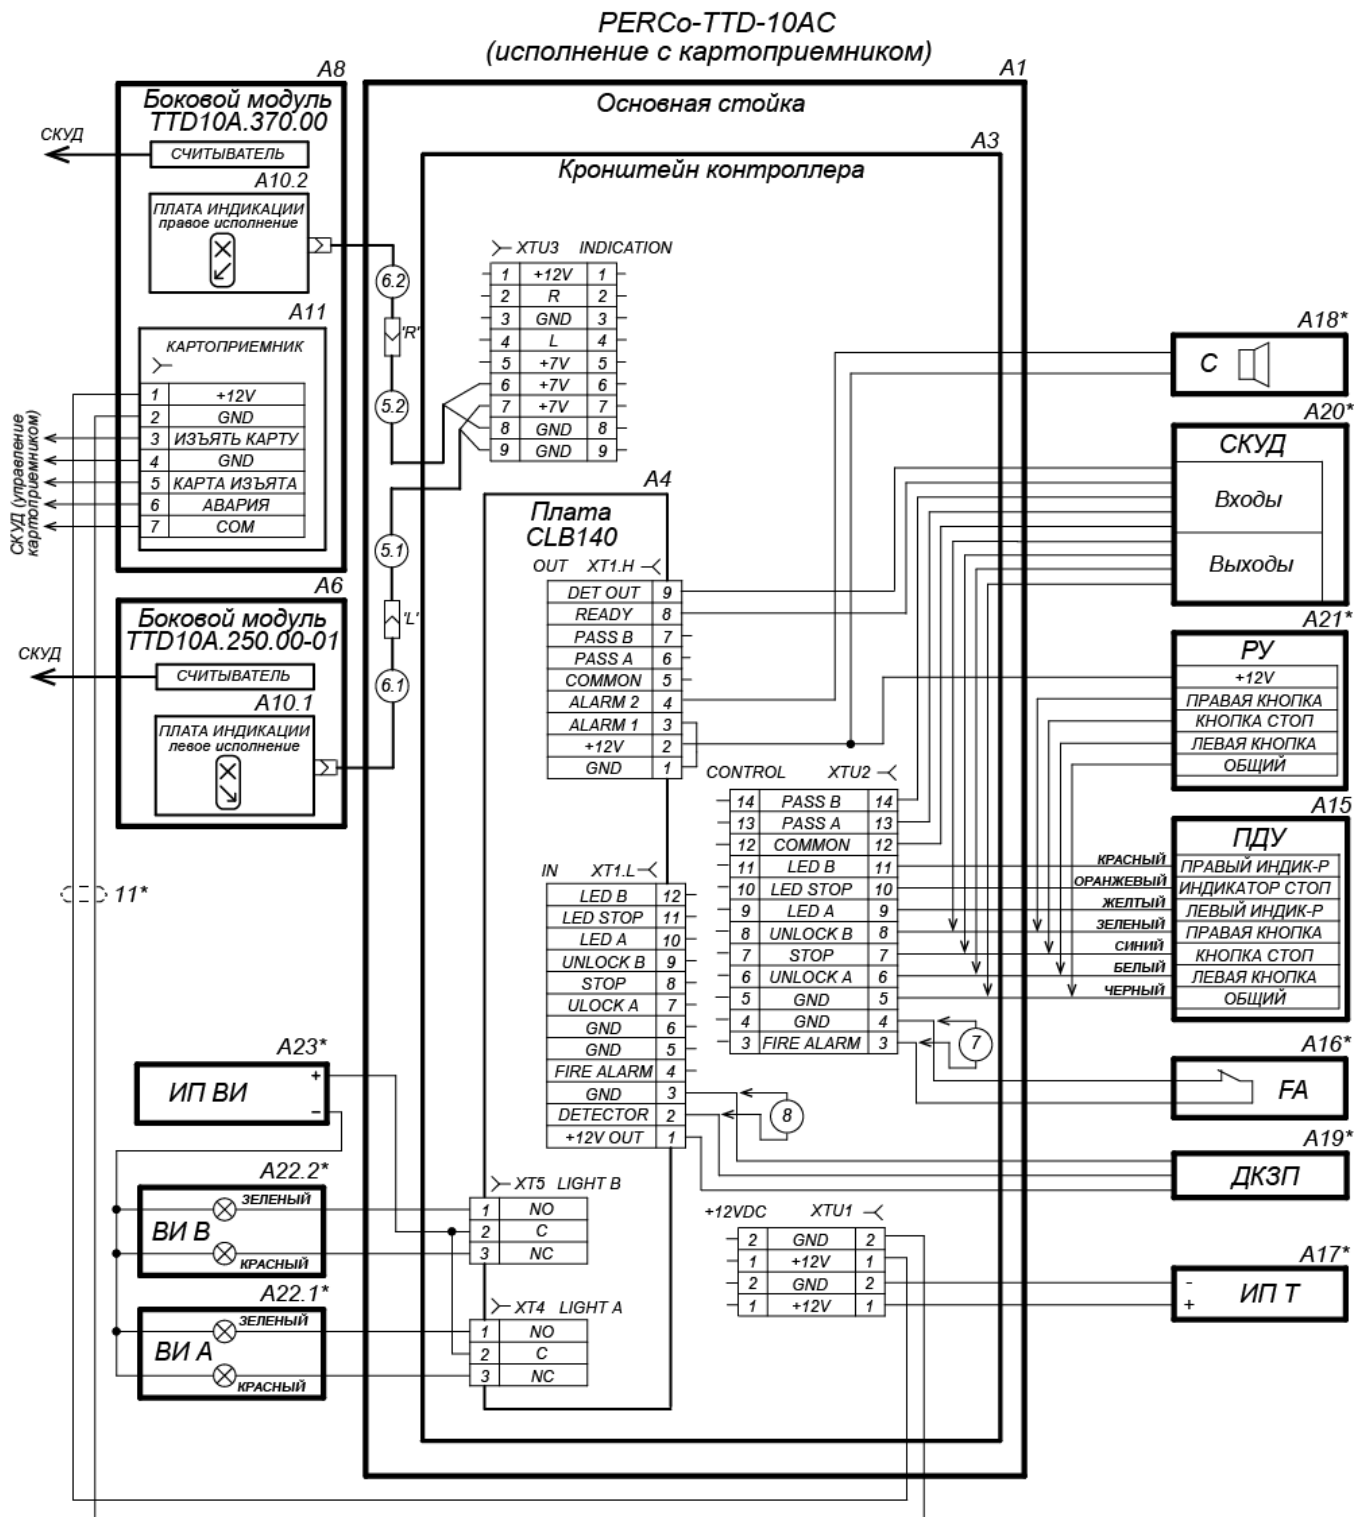 PERCo-TTD-10AC
(исполнение с картоприемником)
A8
A1
Боковой модуль
TTD10A.370.00
Основная стойка
СКУД
СЧИТЫВАТЕЛЬ
A3
Кронштейн контроллера
A10.2
ПЛАТА ИНДИКАЦИИ
правое исполнение
XTU3 INDICATION
1 +12V 1
2 R 2
3 GND 3
4 L 4
5 +7V 5
6 +7V 6
7 +7V 7
8 GND 8
9 GND 9
6.2
'R'
5.2
A11
КАРТОПРИЕМНИК
1 +12V
2 GND
3 ИЗЪЯТЬ КАРТУ
4 GND
5 КАРТА ИЗЪЯТА
6 АВАРИЯ
7 COM
СКУД (управление
картоприемником)
A18*
C
A20*
СКУД
Входы
Выходы
A4
Плата
CLB140
OUT XT1.H
DET OUT 9
READY 8
PASS B 7
PASS A 6
COMMON 5
ALARM 2 4
ALARM 1 3
+12V 2
GND 1
5.1
'L'
6.1
A6
Боковой модуль
TTD10A.250.00-01
СКУД
СЧИТЫВАТЕЛЬ
A10.1
ПЛАТА ИНДИКАЦИИ
левое исполнение
A21*
РУ
+12V
ПРАВАЯ КНОПКА
КНОПКА СТОП
ЛЕВАЯ КНОПКА
ОБЩИЙ
CONTROL XTU2
14 PASS B 14
13 PASS A 13
12 COMMON 12
11 LED B 11
10 LED STOP 10
9 LED A 9
8 UNLOCK B 8
7 STOP 7
6 UNLOCK A 6
5 GND 5
4 GND 4
3 FIRE ALARM 3
A15
ПДУ
КРАСНЫЙ ПРАВЫЙ ИНДИК-Р
ОРАНЖЕВЫЙ ИНДИКАТОР СТОП
ЖЕЛТЫЙ ЛЕВЫЙ ИНДИК-Р
ЗЕЛЕНЫЙ ПРАВАЯ КНОПКА
СИНИЙ КНОПКА СТОП
БЕЛЫЙ ЛЕВАЯ КНОПКА
ЧЕРНЫЙ ОБЩИЙ
7
IN XT1.L
LED B 12
LED STOP 11
LED A 10
UNLOCK B 9
STOP 8
ULOCK A 7
GND 6
GND 5
FIRE ALARM 4
GND 3
DETECTOR 2
+12V OUT 1
8
11*
A16*
FA
A19*
ДКЗП
A23*
ИП ВИ
+
–
A22.2*
ВИ В
ЗЕЛЕНЫЙ
КРАСНЫЙ
XT5 LIGHT B
1 NO
2 C
3 NC
+12VDC XTU1
2 GND 2
1 +12V 1
2 GND 2
1 +12V 1
A17*
-
+
ИП Т
A22.1*
ВИ А
ЗЕЛЕНЫЙ
КРАСНЫЙ
XT4 LIGHT A
1 NO
2 C
3 NC